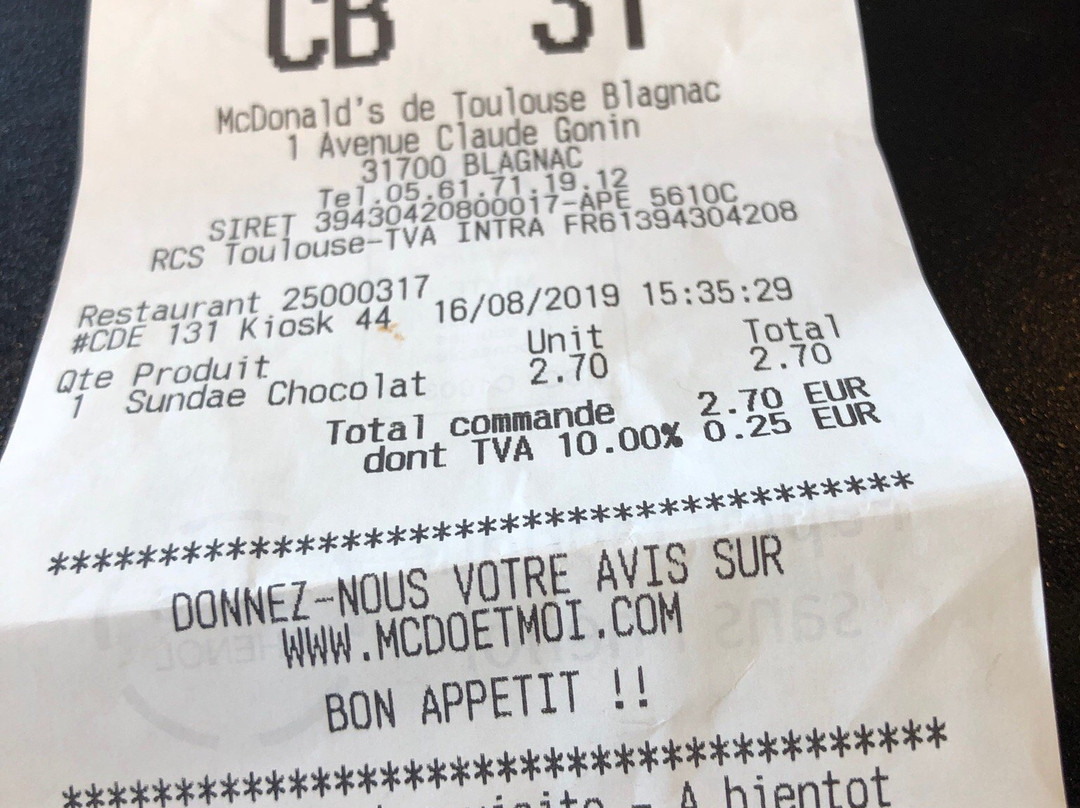 CB 31
McDonald's de Toulouse Blagnac
1 Avenue Claude Gonin
31700 BLAGNAC
Tel.05.61.71.19.12
SIRET 39430420800017-APE 5610C
RCS Toulouse-TVA INTRA FR61394304208
Restaurant 25000317
#CDE 131 Kiosk 44 16/08/2019 15:35:29
Qte Produit Unit Total
1 Sundae Chocolat 2.70 2.70
Total commande 2.70 EUR
dont TVA 10.00% 0.25 EUR
**************************************
DONNEZ-NOUS VOTRE AVIS SUR
WWW.MCDOETMOI.COM
BON APPETIT !!
**************************************
visite - A bientot